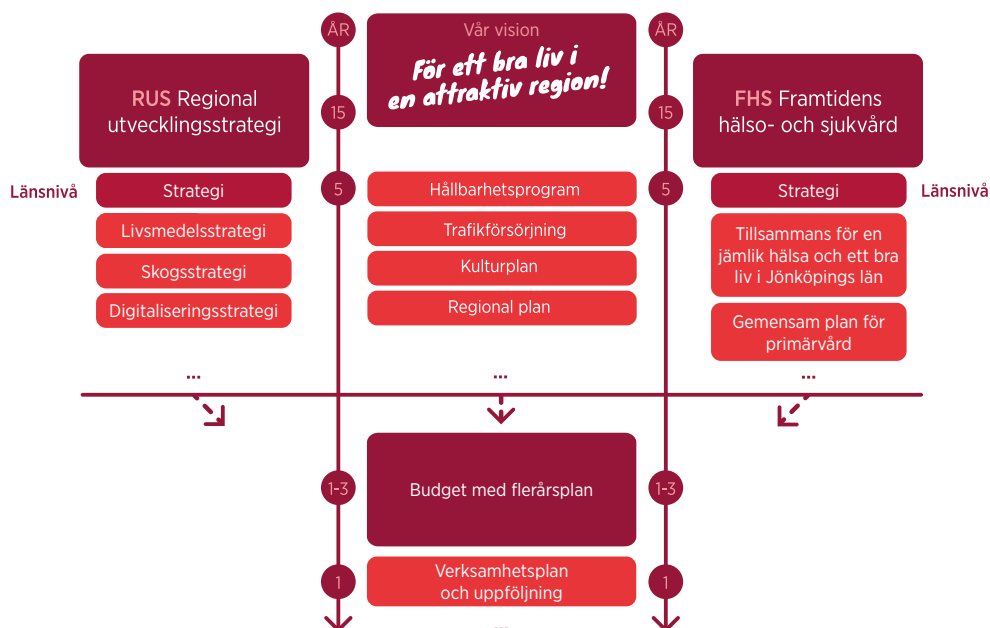 ÅR
Vår vision
För ett bra liv i
en attraktiv region!
ÅR
RUS Regional
utvecklingsstrategi
15
15
FHS Framtidens
hälso- och sjukvård
Länsnivå
Strategi
Livsmedelsstrategi
Skogsstrategi
Digitaliseringsstrategi
...
5
Hållbarhetsprogram
Trafikförsörjning
Kulturplan
Regional plan
...
5
Strategi
Länsnivå
Tillsammans för en
jämlik hälsa och ett bra
liv i Jönköpings län
Gemensam plan för
primärvård
...
1-3
Budget med flerårsplan
1-3
1
Verksamhetsplan
och uppföljning
1
...